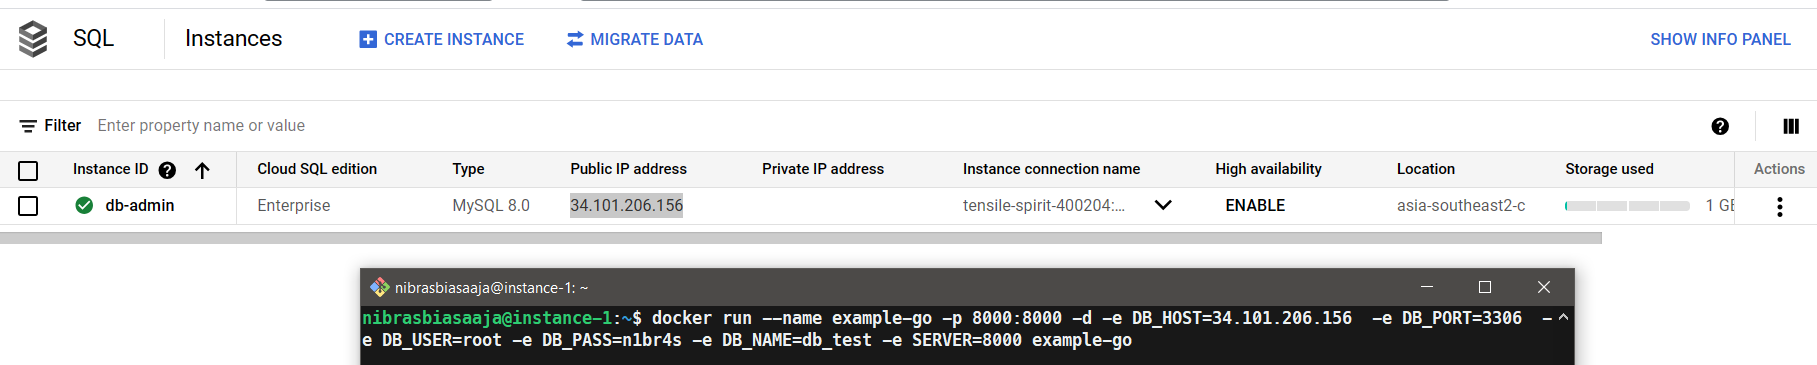 SQL Instances CREATE INSTANCE MIGRATE DATA SHOW INFO PANEL
Filter Enter property name or value
Instance ID Cloud SQL edition Type Public IP address Private IP address Instance connection name High availability Location Storage used Actions
db-admin Enterprise MySQL 8.0 34.101.206.156 tensile-spirit-400204:... ENABLE asia-southeast2-c 1 GB
nibrasbiasaaja@instance-1: ~
nibrasbiasaaja@instance-1:~$ docker run --name example-go -p 8000:8000 -d -e DB_HOST=34.101.206.156  -e DB_PORT=3306  -
e DB_USER=root -e DB_PASS=n1br4s -e DB_NAME=db_test -e SERVER=8000 example-go